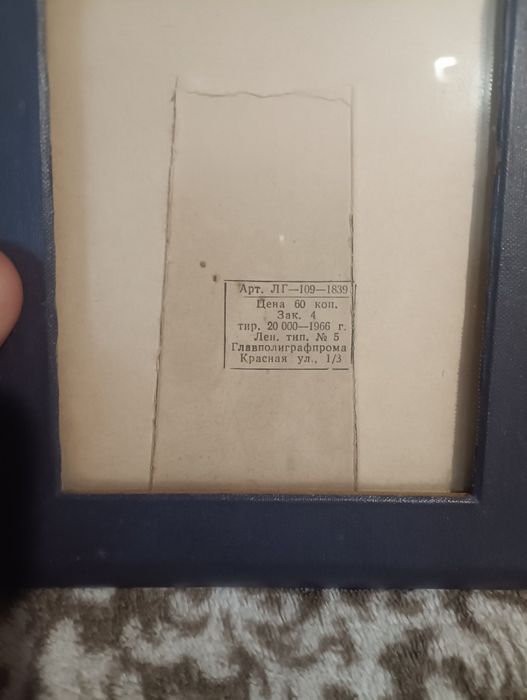 Арт. ЛГ—109—1839
Цена 60 коп.
Зак. 4
тир. 20 000—1966 г.
Лен. тип. № 5
Главполиграфпрома
Красная ул., 1/3